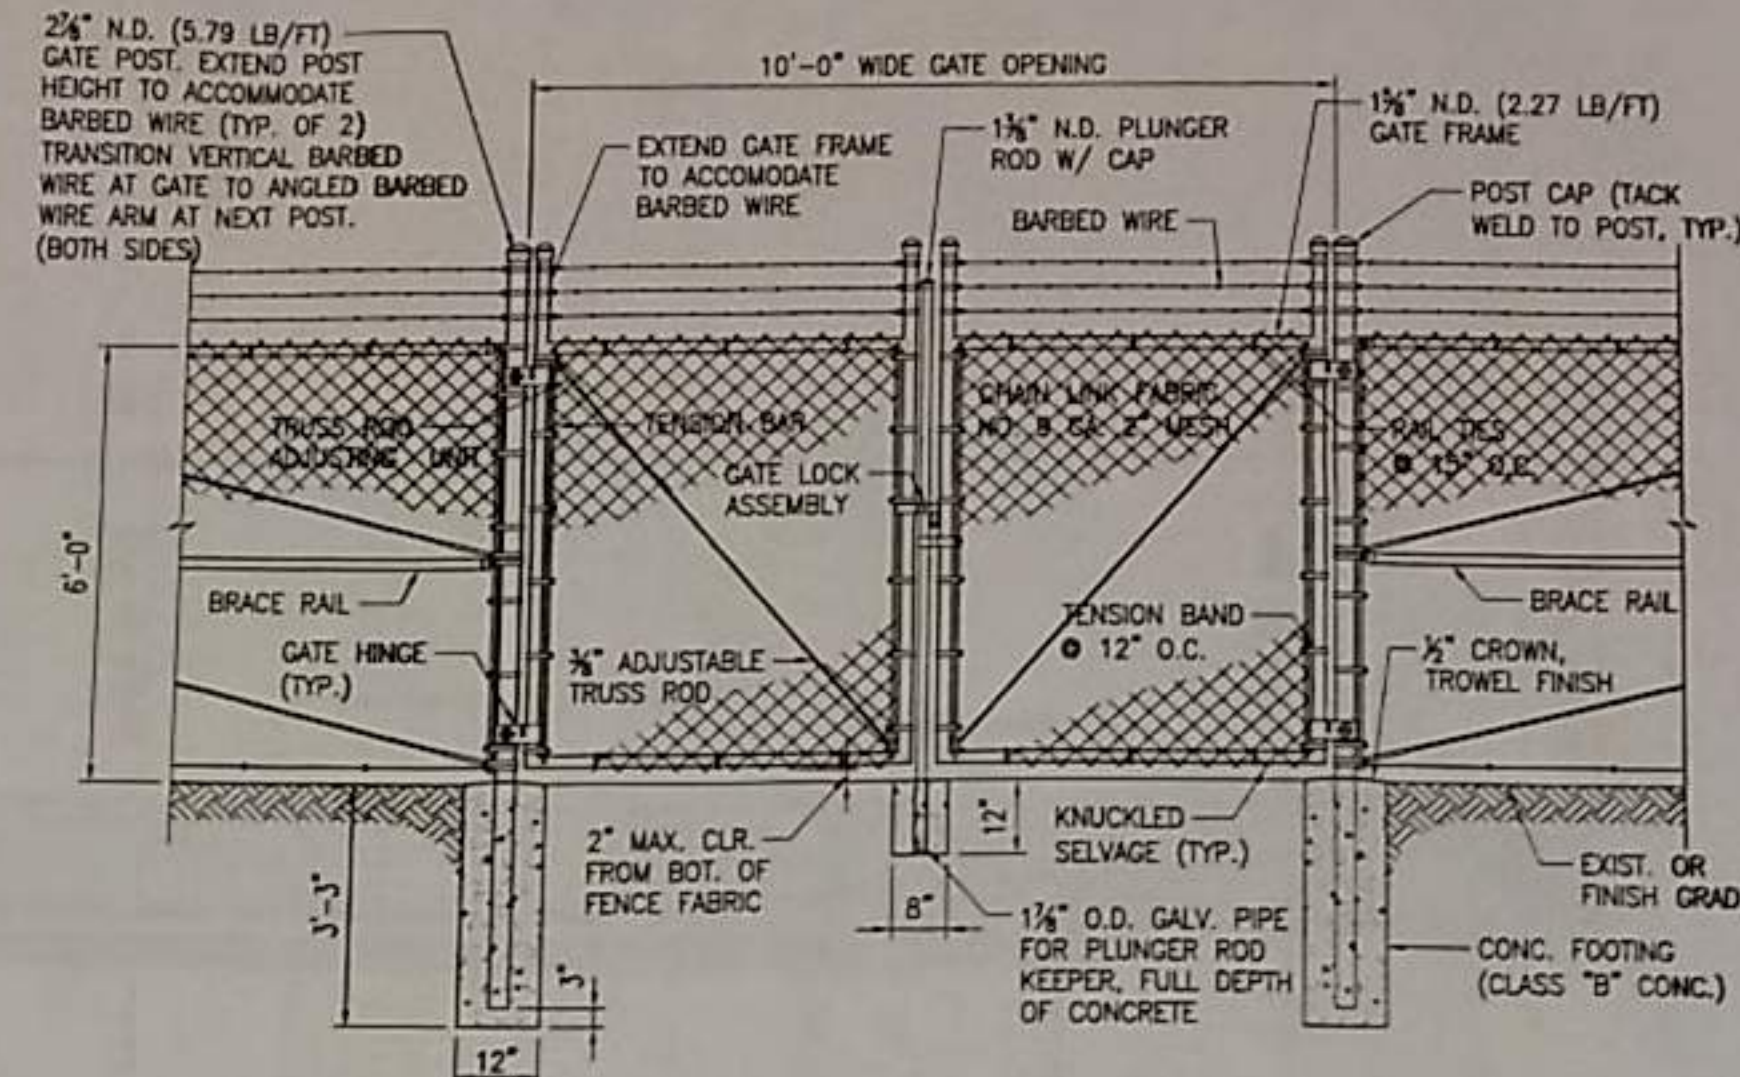 2⅞" N.D. (5.79 LB/FT)
GATE POST. EXTEND POST
HEIGHT TO ACCOMMODATE
BARBED WIRE (TYP. OF 2)
TRANSITION VERTICAL BARBED
WIRE AT GATE TO ANGLED BARBED
WIRE ARM AT NEXT POST.
(BOTH SIDES)
10'-0" WIDE GATE OPENING
EXTEND GATE FRAME
TO ACCOMODATE
BARBED WIRE
1⅜" N.D. PLUNGER
ROD W/ CAP
BARBED WIRE
1⅝" N.D. (2.27 LB/FT)
GATE FRAME
POST CAP (TACK
WELD TO POST, TYP.)
TRUSS ROD
ADJUSTING UNIT
TENSION BAR
CHAIN LINK FABRIC
NO 9 GA. 2" MESH
RAIL TIES
@ 15" O.C.
GATE LOCK
ASSEMBLY
6'-0"
BRACE RAIL
GATE HINGE
(TYP.)
⅜" ADJUSTABLE
TRUSS ROD
TENSION BAND
@ 12" O.C.
BRACE RAIL
½" CROWN,
TROWEL FINISH
2" MAX. CLR.
FROM BOT. OF
FENCE FABRIC
12"
KNUCKLED
SELVAGE (TYP.)
EXIST. OR
FINISH GRAD
3'-3"
3"
12"
8"
1⅞" O.D. GALV. PIPE
FOR PLUNGER ROD
KEEPER, FULL DEPTH
OF CONCRETE
CONC. FOOTING
(CLASS "B" CONC.)